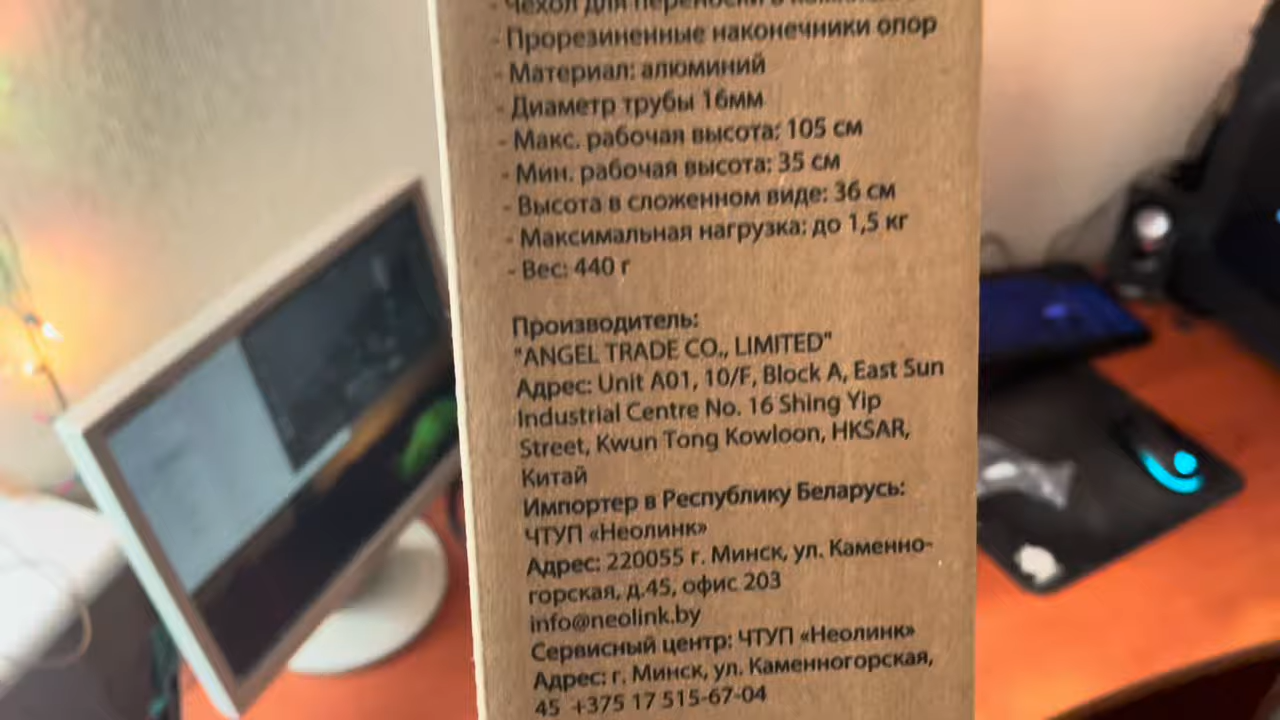 - Чехол для переноски в
- Прорезиненные наконечники опор
- Материал: алюминий
- Диаметр трубы 16мм
- Макс. рабочая высота: 105 см
- Мин. рабочая высота: 35 см
- Высота в сложенном виде: 36 см
- Максимальная нагрузка: до 1,5 кг
- Вес: 440 г
Производитель:
"ANGEL TRADE CO., LIMITED"
Адрес: Unit A01, 10/F, Block A, East Sun
Industrial Centre No. 16 Shing Yip
Street, Kwun Tong Kowloon, HKSAR,
Китай
Импортер в Республику Беларусь:
ЧТУП «Неолинк»
Адрес: 220055 г. Минск, ул. Каменно-
горская, д.45, офис 203
info@neolink.by
Сервисный центр: ЧТУП «Неолинк»
Адрес: г. Минск, ул. Каменногорская,
45 +375 17 515-67-04